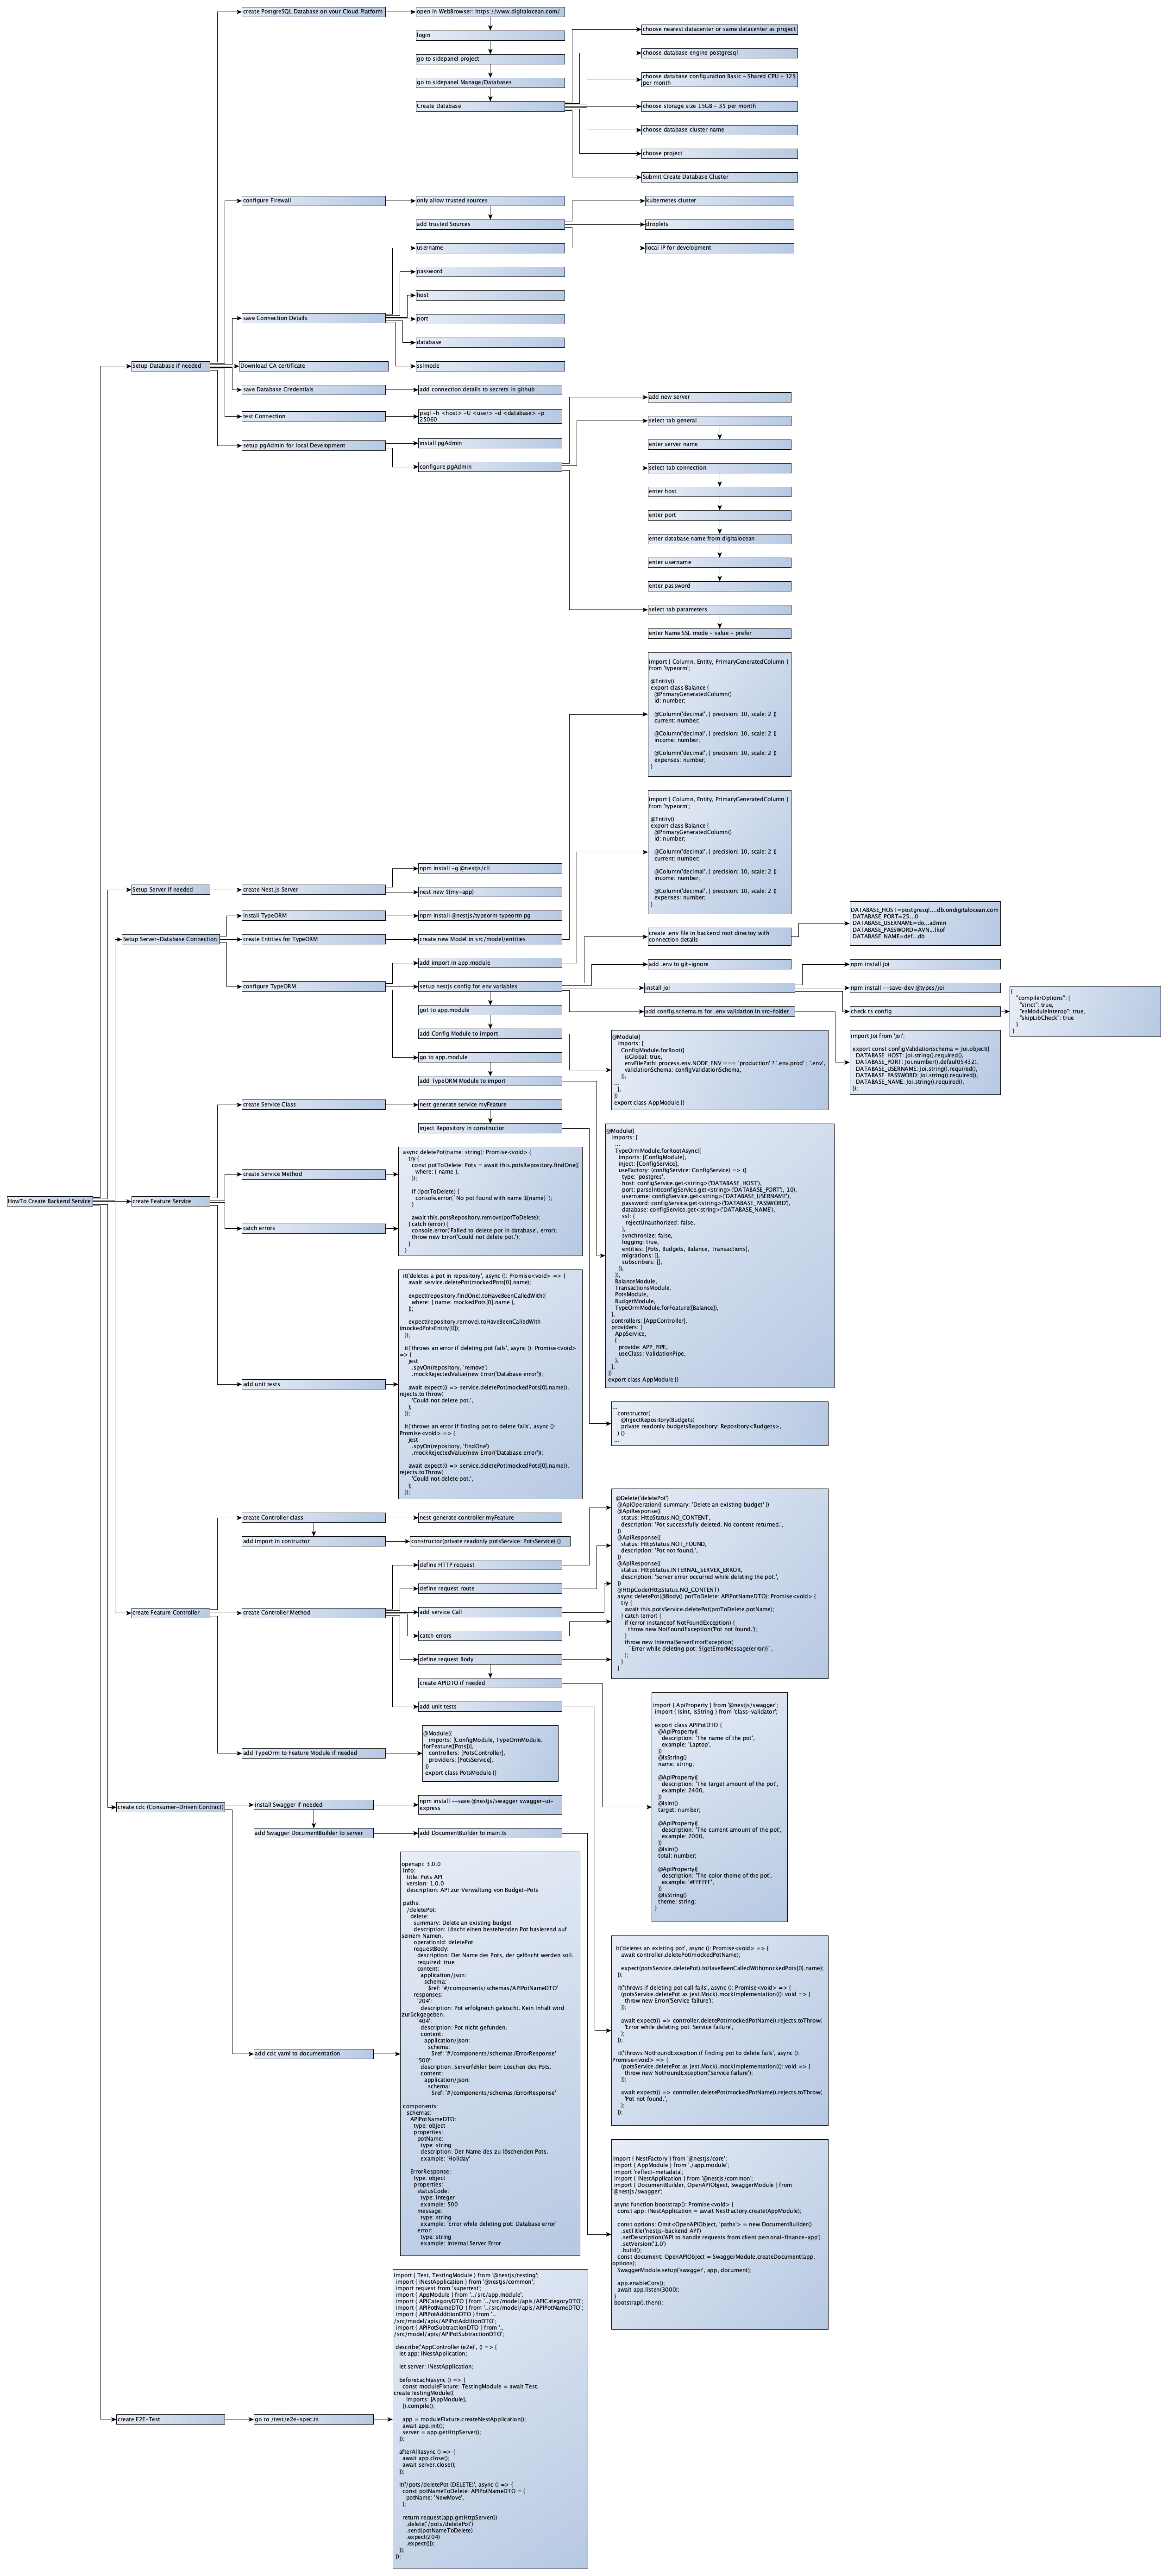 create PostgreSQL Database on your Cloud Platform
open in WebBrowser: https://www.digitalocean.com/
login
go to sidepanel project
go to sidepanel Manage/Databases
Create Database
choose nearest datacenter or same datacenter as project
choose database engine postgresql
choose database configuration Basic - Shared CPU - 12$
per month
choose storage size 15GB - 3$ per month
choose database cluster name
choose project
Submit Create Database Cluster
configure Firewall
only allow trusted sources
add trusted Sources
kubernetes cluster
droplets
local IP for development
username
password
host
save Connection Details
port
database
sslmode
Setup Database if needed
Download CA certificate
save Database Credentials
add connection details to secrets in github
test Connection
psql -h <host> -U <user> -d <database> -p
25060
setup pgAdmin for local Development
install pgAdmin
configure pgAdmin
add new server
select tab general
enter server name
select tab connection
enter host
enter port
enter database name from digitalocean
enter username
enter password
select tab parameters
enter Name SSL mode - value - prefer
import { Column, Entity, PrimaryGeneratedColumn }
from 'typeorm';
@Entity()
export class Balance {
@PrimaryGeneratedColumn()
id: number;
@Column('decimal', { precision: 10, scale: 2 })
current: number;
@Column('decimal', { precision: 10, scale: 2 })
income: number;
@Column('decimal', { precision: 10, scale: 2 })
expenses: number;
}
import { Column, Entity, PrimaryGeneratedColumn }
from 'typeorm';
@Entity()
export class Balance {
@PrimaryGeneratedColumn()
id: number;
@Column('decimal', { precision: 10, scale: 2 })
current: number;
@Column('decimal', { precision: 10, scale: 2 })
income: number;
@Column('decimal', { precision: 10, scale: 2 })
expenses: number;
}
Setup Server if needed
create Nest.js Server
npm install -g @nestjs/cli
nest new ${my-app}
Setup Server-Database Connection
install TypeORM
npm install @nestjs/typeorm typeorm pg
create Entities for TypeORM
create new Model in src/model/entities
configure TypeORM
add import in app.module
setup nestjs config for env variables
got to app.module
add Config Module to import
go to app.module
add TypeORM Module to import
create .env file in backend root directoy with
connection details
DATABASE_HOST=postgresql....db.ondigitalocean.com
DATABASE_PORT=25...0
DATABASE_USERNAME=do...admin
DATABASE_PASSWORD=AVN...lkof
DATABASE_NAME=def...db
add .env to git-ignore
install joi
npm install joi
npm install --save-dev @types/joi
check ts config
{
"compilerOptions": {
"strict": true,
"esModuleInterop": true,
"skipLibCheck": true
}
}
add config.schema.ts for .env validation in src-folder
import Joi from 'joi';
export const configValidationSchema = Joi.object({
DATABASE_HOST: Joi.string().required(),
DATABASE_PORT: Joi.number().default(5432),
DATABASE_USERNAME: Joi.string().required(),
DATABASE_PASSWORD: Joi.string().required(),
DATABASE_NAME: Joi.string().required(),
});
@Module({
imports: [
ConfigModule.forRoot({
isGlobal: true,
envFilePath: process.env.NODE_ENV === 'production' ? '.env.prod' : '.env',
validationSchema: configValidationSchema,
}),
...
],
})
export class AppModule {}
@Module({
imports: [
...
TypeOrmModule.forRootAsync({
imports: [ConfigModule],
inject: [ConfigService],
useFactory: (configService: ConfigService) => ({
type: 'postgres',
host: configService.get<string>('DATABASE_HOST'),
port: parseInt(configService.get<string>('DATABASE_PORT'), 10),
username: configService.get<string>('DATABASE_USERNAME'),
password: configService.get<string>('DATABASE_PASSWORD'),
database: configService.get<string>('DATABASE_NAME'),
ssl: {
rejectUnauthorized: false,
},
synchronize: false,
logging: true,
entities: [Pots, Budgets, Balance, Transactions],
migrations: [],
subscribers: [],
}),
}),
BalanceModule,
TransactionsModule,
PotsModule,
BudgetModule,
TypeOrmModule.forFeature([Balance]),
],
controllers: [AppController],
providers: [
AppService,
{
provide: APP_PIPE,
useClass: ValidationPipe,
},
],
})
export class AppModule {}
HowTo Create Backend Service
create Feature Service
create Service Class
nest generate service myFeature
inject Repository in constructor
...
constructor(
@InjectRepository(Budgets)
private readonly budgetsRepository: Repository<Budgets>,
) {}
...
create Service Method
catch errors
async deletePot(name: string): Promise<void> {
try {
const potToDelete: Pots = await this.potsRepository.findOne({
where: { name },
});
if (!potToDelete) {
console.error(`No pot found with name ${name}`);
}
await this.potsRepository.remove(potToDelete);
} catch (error) {
console.error('Failed to delete pot in database', error);
throw new Error('Could not delete pot.');
}
}
add unit tests
it('deletes a pot in repository', async (): Promise<void> => {
await service.deletePot(mockedPots[0].name);
expect(repository.findOne).toHaveBeenCalledWith({
where: { name: mockedPots[0].name },
});
expect(repository.remove).toHaveBeenCalledWith
(mockedPotsEntity[0]);
});
it('throws an error if deleting pot fails', async (): Promise<void>
=> {
jest
.spyOn(repository, 'remove')
.mockRejectedValue(new Error('Database error'));
await expect(() => service.deletePot(mockedPots[0].name)).
rejects.toThrow(
'Could not delete pot.',
);
});
it('throws an error if finding pot to delete fails', async ():
Promise<void> => {
jest
.spyOn(repository, 'findOne')
.mockRejectedValue(new Error('Database error'));
await expect(() => service.deletePot(mockedPots[0].name)).
rejects.toThrow(
'Could not delete pot.',
);
});
create Feature Controller
create Controller class
nest generate controller myFeature
add import in contructor
constructor(private readonly potsService: PotsService) {}
create Controller Method
define HTTP request
define request route
add service Call
catch errors
define request Body
create APIDTO if needed
add unit tests
@Delete('deletePot')
@ApiOperation({ summary: 'Delete an existing budget' })
@ApiResponse({
status: HttpStatus.NO_CONTENT,
description: 'Pot successfully deleted. No content returned.',
})
@ApiResponse({
status: HttpStatus.NOT_FOUND,
description: 'Pot not found.',
})
@ApiResponse({
status: HttpStatus.INTERNAL_SERVER_ERROR,
description: 'Server error occurred while deleting the pot.',
})
@HttpCode(HttpStatus.NO_CONTENT)
async deletePot(@Body() potToDelete: APIPotNameDTO): Promise<void> {
try {
await this.potsService.deletePot(potToDelete.potName);
} catch (error) {
if (error instanceof NotFoundException) {
throw new NotFoundException('Pot not found.');
}
throw new InternalServerErrorException(
`Error while deleting pot: ${getErrorMessage(error)}`,
);
}
}
add TypeOrm to Feature Module if needed
@Module({
imports: [ConfigModule, TypeOrmModule.
forFeature([Pots])],
controllers: [PotsController],
providers: [PotsService],
})
export class PotsModule {}
import { ApiProperty } from '@nestjs/swagger';
import { IsInt, IsString } from 'class-validator';
export class APIPotDTO {
@ApiProperty({
description: 'The name of the pot',
example: 'Laptop',
})
@IsString()
name: string;
@ApiProperty({
description: 'The target amount of the pot',
example: 2400,
})
@IsInt()
target: number;
@ApiProperty({
description: 'The current amount of the pot',
example: 2000,
})
@IsInt()
total: number;
@ApiProperty({
description: 'The color theme of the pot',
example: '#FFFFFF',
})
@IsString()
theme: string;
}
create cdc (Consumer-Driven Contract)
install Swagger if needed
npm install --save @nestjs/swagger swagger-ui-
express
add Swagger DocumentBuilder to server
add DocumentBuilder to main.ts
add cdc yaml to documentation
openapi: 3.0.0
info:
title: Pots API
version: 1.0.0
description: API zur Verwaltung von Budget-Pots
paths:
/deletePot:
delete:
summary: Delete an existing budget
description: Löscht einen bestehenden Pot basierend auf
seinem Namen.
operationId: deletePot
requestBody:
description: Der Name des Pots, der gelöscht werden soll.
required: true
content:
application/json:
schema:
$ref: '#/components/schemas/APIPotNameDTO'
responses:
'204':
description: Pot erfolgreich gelöscht. Kein Inhalt wird
zurückgegeben.
'404':
description: Pot nicht gefunden.
content:
application/json:
schema:
$ref: '#/components/schemas/ErrorResponse'
'500':
description: Serverfehler beim Löschen des Pots.
content:
application/json:
schema:
$ref: '#/components/schemas/ErrorResponse'
components:
schemas:
APIPotNameDTO:
type: object
properties:
potName:
type: string
description: Der Name des zu löschenden Pots.
example: 'Holiday'
ErrorResponse:
type: object
properties:
statusCode:
type: integer
example: 500
message:
type: string
example: 'Error while deleting pot: Database error'
error:
type: string
example: Internal Server Error
it('deletes an existing pot', async (): Promise<void> => {
await controller.deletePot(mockedPotName);
expect(potsService.deletePot).toHaveBeenCalledWith(mockedPots[0].name);
});
it('throws if deleting pot call fails', async (): Promise<void> => {
(potsService.deletePot as jest.Mock).mockImplementation((): void => {
throw new Error('Service failure');
});
await expect(() => controller.deletePot(mockedPotName)).rejects.toThrow(
'Error while deleting pot: Service failure',
);
});
it('throws NotFoundException if finding pot to delete fails', async ():
Promise<void> => {
(potsService.deletePot as jest.Mock).mockImplementation((): void => {
throw new NotFoundException('Service failure');
});
await expect(() => controller.deletePot(mockedPotName)).rejects.toThrow(
'Pot not found.',
);
});
import { NestFactory } from '@nestjs/core';
import { AppModule } from './app.module';
import 'reflect-metadata';
import { INestApplication } from '@nestjs/common';
import { DocumentBuilder, OpenAPIObject, SwaggerModule } from
'@nestjs/swagger';
async function bootstrap(): Promise<void> {
const app: INestApplication = await NestFactory.create(AppModule);
const options: Omit<OpenAPIObject, 'paths'> = new DocumentBuilder()
.setTitle('nestjs-backend API')
.setDescription('API to handle requests from client personal-finance-app')
.setVersion('1.0')
.build();
const document: OpenAPIObject = SwaggerModule.createDocument(app,
options);
SwaggerModule.setup('swagger', app, document);
app.enableCors();
await app.listen(3000);
}
bootstrap().then();
create E2E-Test
go to /test/e2e-spec.ts
import { Test, TestingModule } from '@nestjs/testing';
import { INestApplication } from '@nestjs/common';
import request from 'supertest';
import { AppModule } from '../src/app.module';
import { APICategoryDTO } from '../src/model/apis/APICategoryDTO';
import { APIPotNameDTO } from '../src/model/apis/APIPotNameDTO';
import { APIPotAdditionDTO } from '..
/src/model/apis/APIPotAdditionDTO';
import { APIPotSubtractionDTO } from '..
/src/model/apis/APIPotSubtractionDTO';
describe('AppController (e2e)', () => {
let app: INestApplication;
let server: INestApplication;
beforeEach(async () => {
const moduleFixture: TestingModule = await Test.
createTestingModule({
imports: [AppModule],
}).compile();
app = moduleFixture.createNestApplication();
await app.init();
server = app.getHttpServer();
});
afterAll(async () => {
await app.close();
await server.close();
});
it('/pots/deletePot (DELETE)', async () => {
const potNameToDelete: APIPotNameDTO = {
potName: 'NewMove',
};
return request(app.getHttpServer())
.delete('/pots/deletePot')
.send(potNameToDelete)
.expect(204)
.expect({});
});
});